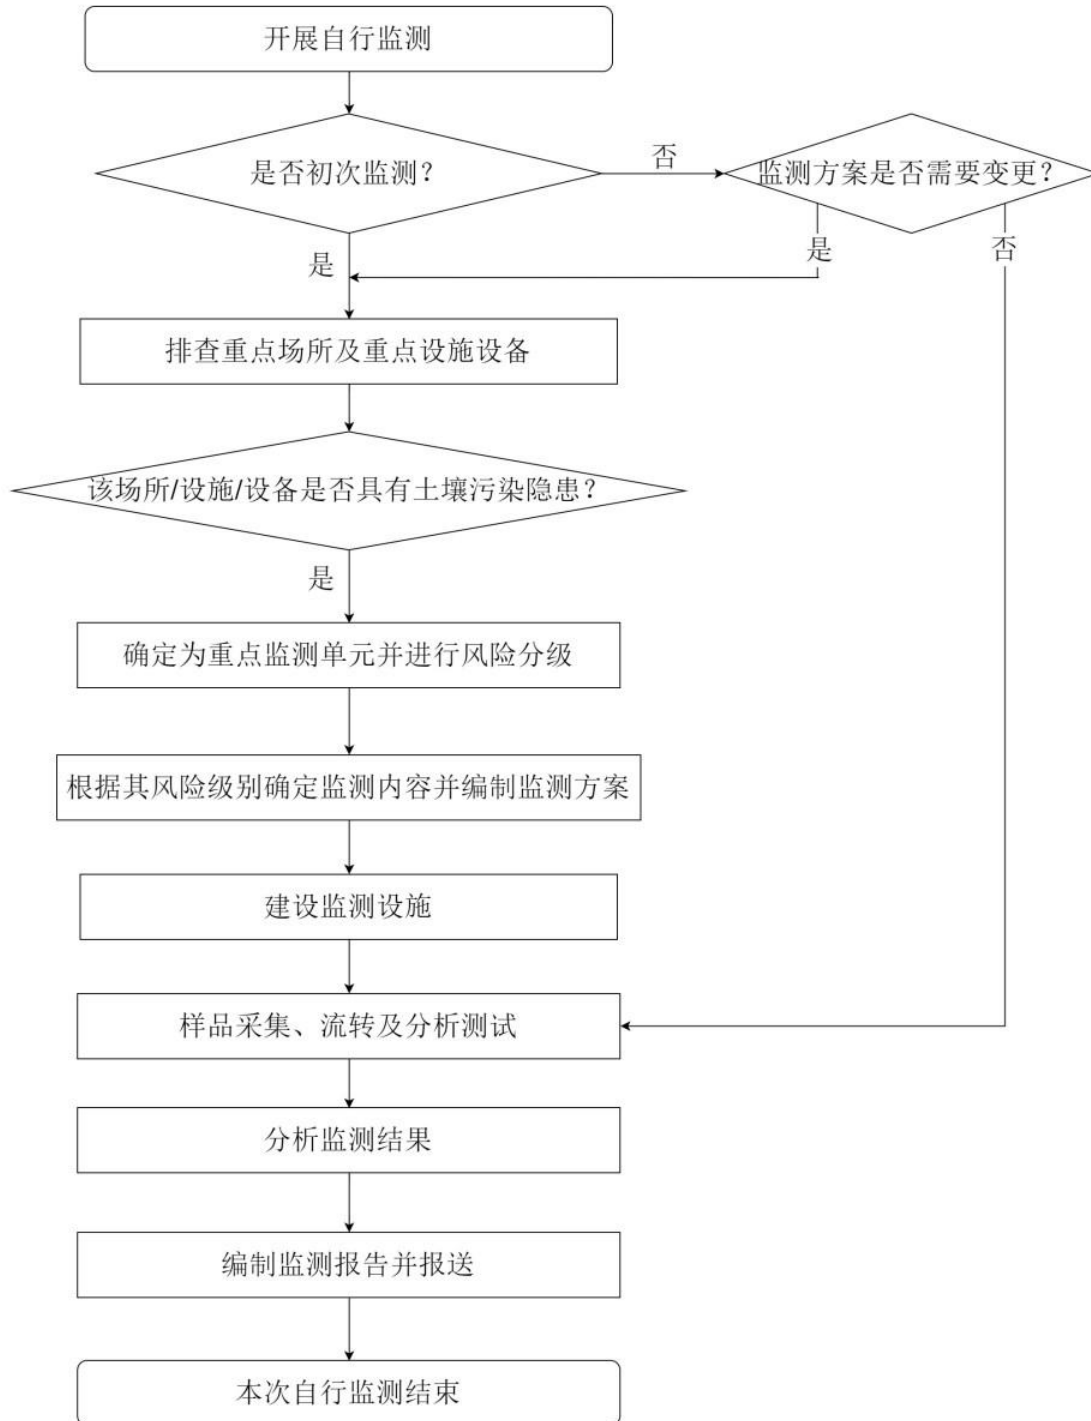 开展自行监测
是否初次监测？
否
监测方案是否需要变更？
是
是
否
排查重点场所及重点设施设备
该场所/设施/设备是否具有土壤污染隐患？
是
确定为重点监测单元并进行风险分级
根据其风险级别确定监测内容并编制监测方案
建设监测设施
样品采集、流转及分析测试
分析监测结果
编制监测报告并报送
本次自行监测结束